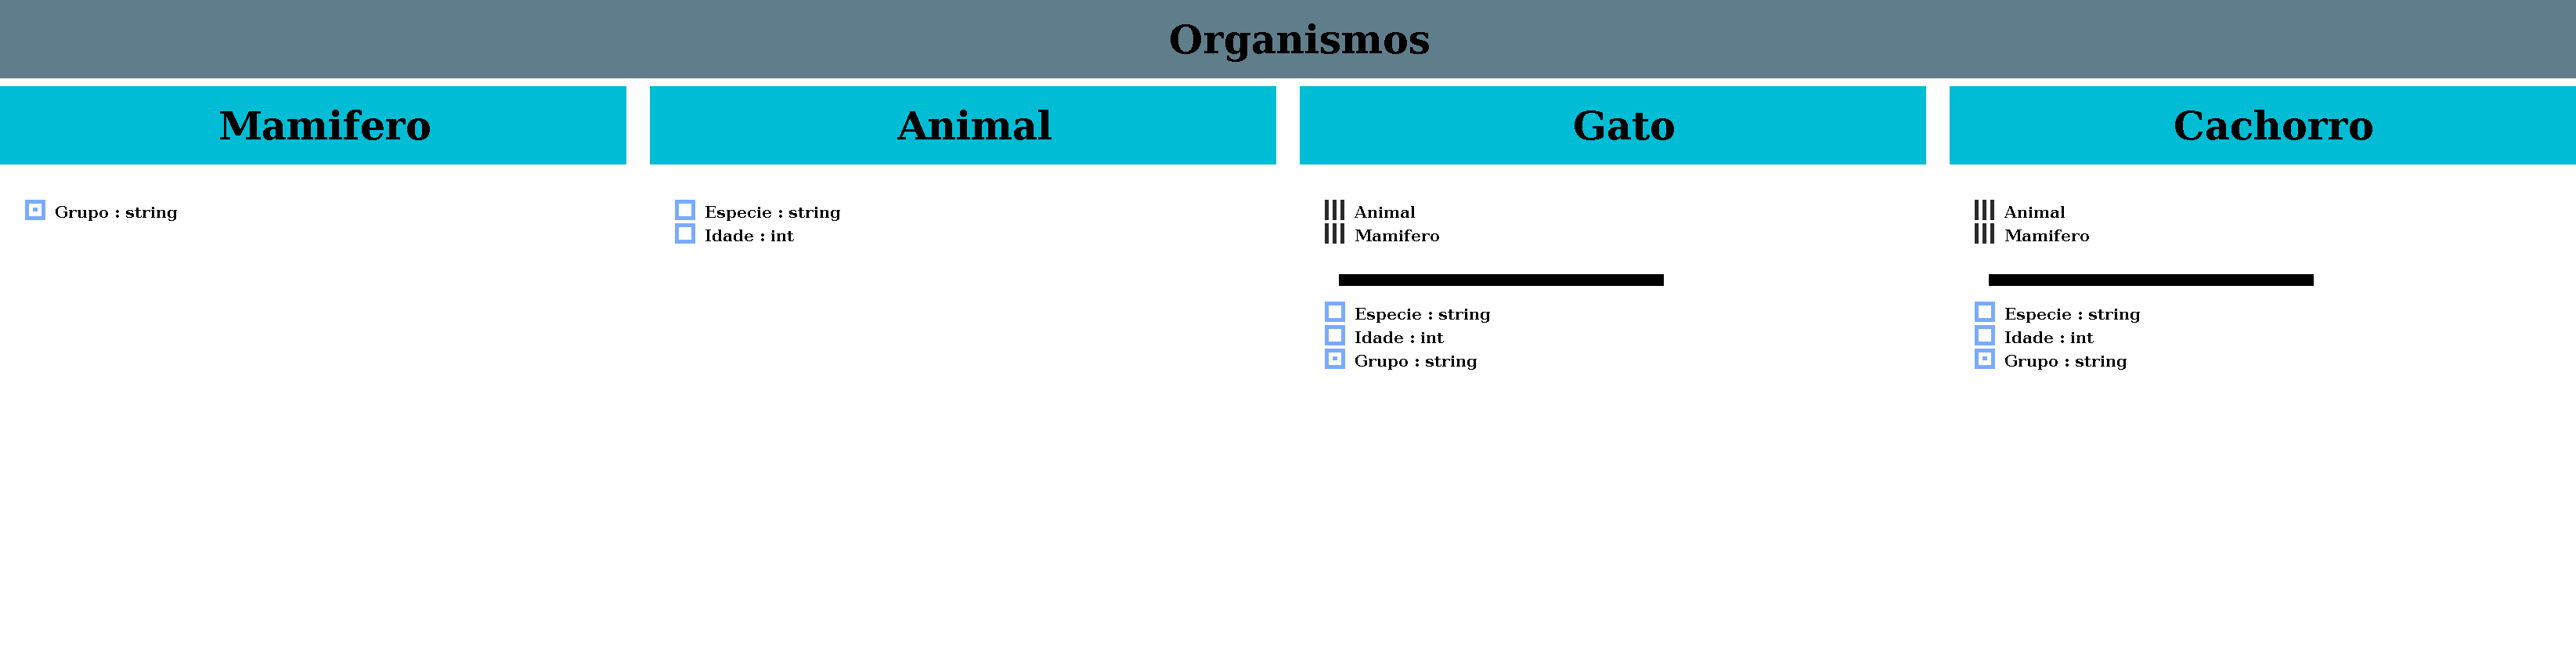 Organismos
Mamifero
Grupo : string
Animal
Especie : string
Idade : int
Gato
Animal
Mamifero
Especie : string
Idade : int
Grupo : string
Cachorro
Animal
Mamifero
Especie : string
Idade : int
Grupo : string